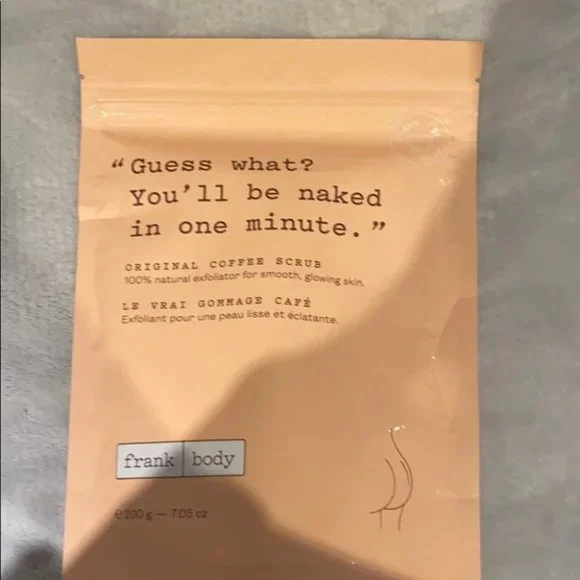 “Guess what?
You’ll be naked
in one minute.”
ORIGINAL COFFEE SCRUB
100% natural exfoliator for smooth, glowing skin.
LE VRAI GOMMAGE CAFÉ
Exfoliant pour une peau lisse et éclatante.
frank body
℮200 g — 7.05 oz